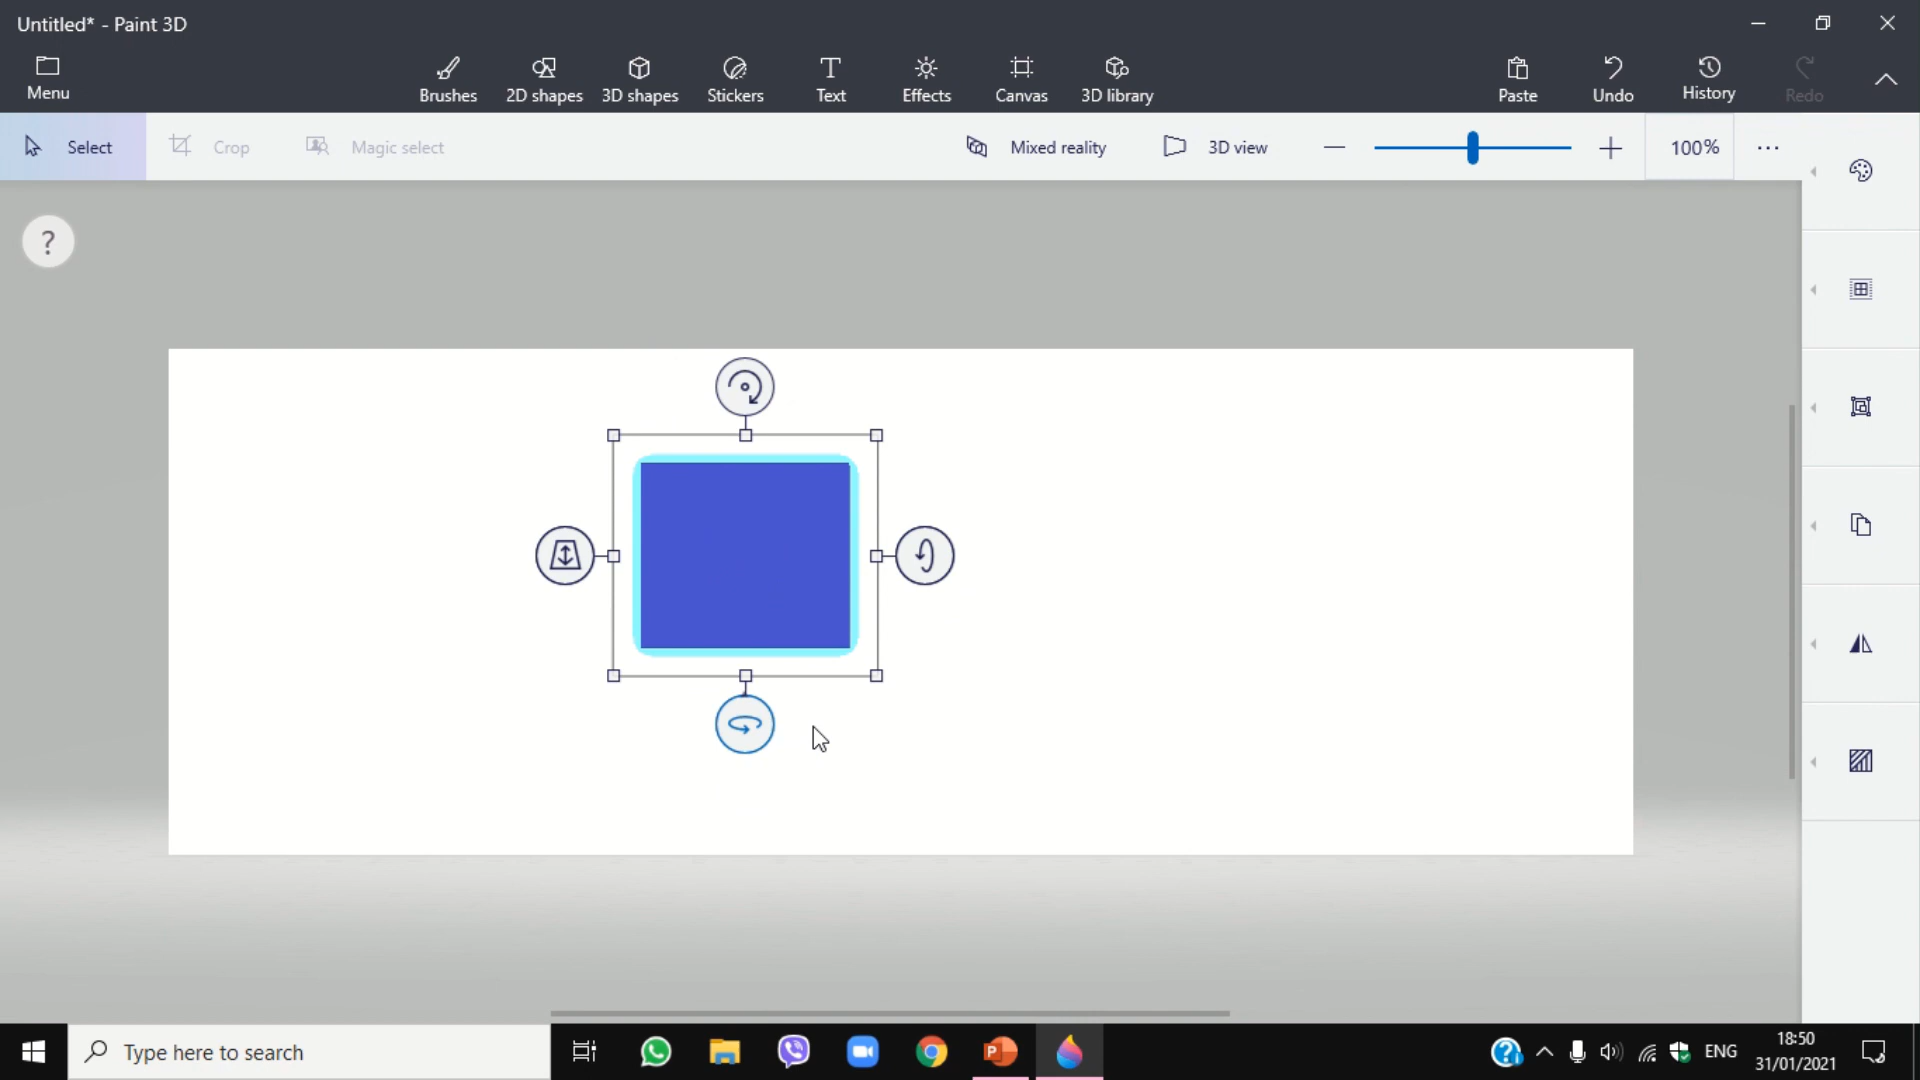 Untitled* - Paint 3D
Menu
Brushes 2D shapes 3D shapes Stickers Text Effects Canvas 3D library Paste Undo History Redo
Select Crop Magic select Mixed reality 3D view 100%
?
Type here to search
ENG
18:50
31/01/2021